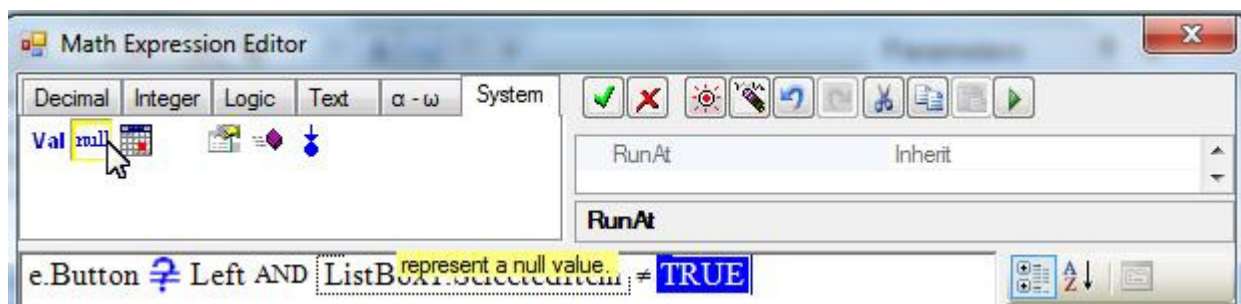 Math Expression Editor
Decimal Integer Logic Text α - ω System
Val null
RunAt Inherit
RunAt
represent a null value.
e.Button ≟ Left AND ≠ TRUE
A Z